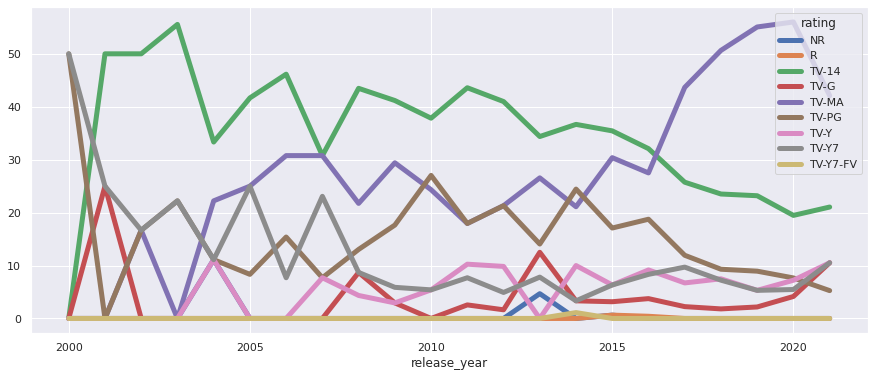 rating
NR
R
TV-14
TV-G
TV-MA
TV-PG
TV-Y
TV-Y7
TV-Y7-FV
50
40
30
20
10
0
2000 2005 2010 2015 2020
release_year